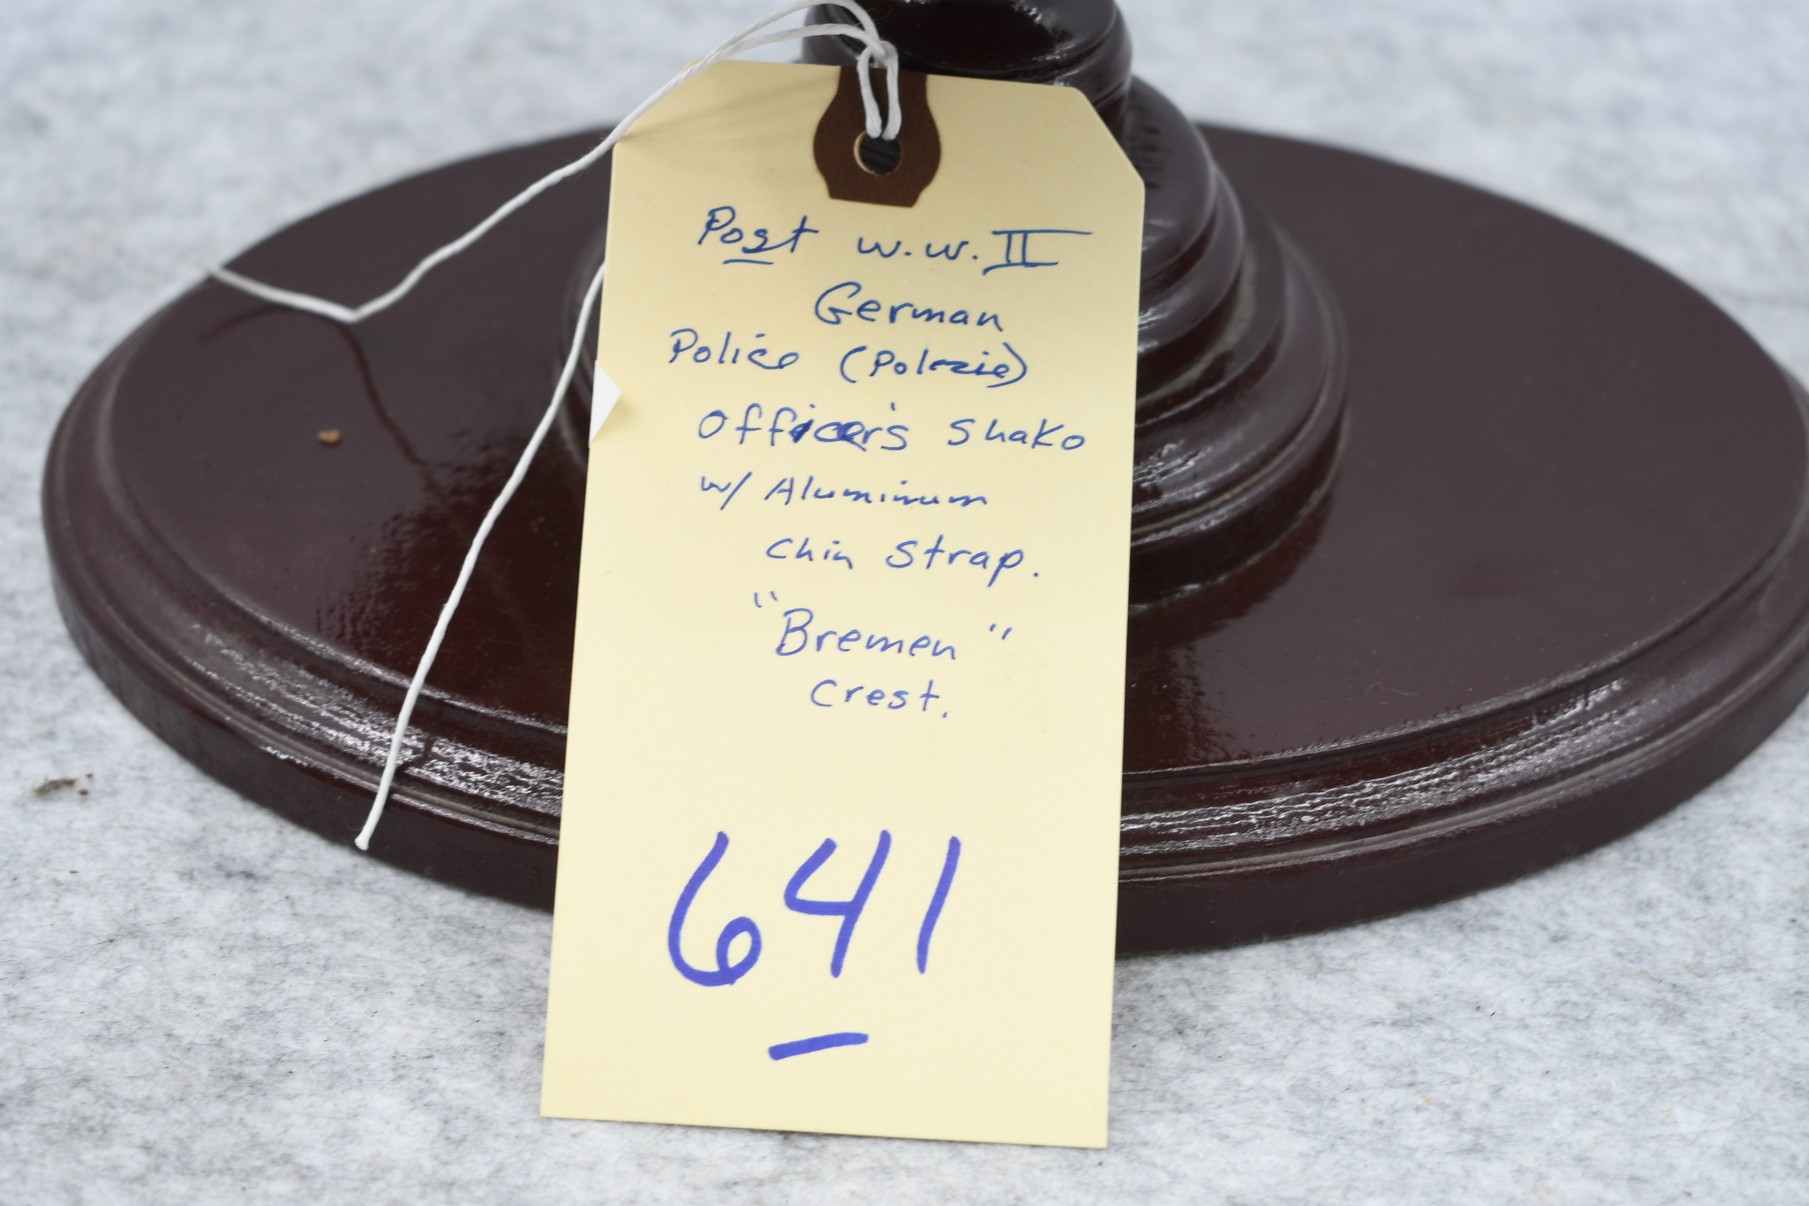 Post W.W. II
German
Police (Polezie)
Officer's Shako
w/ Aluminum
Chin Strap.
"Bremen"
Crest.
641